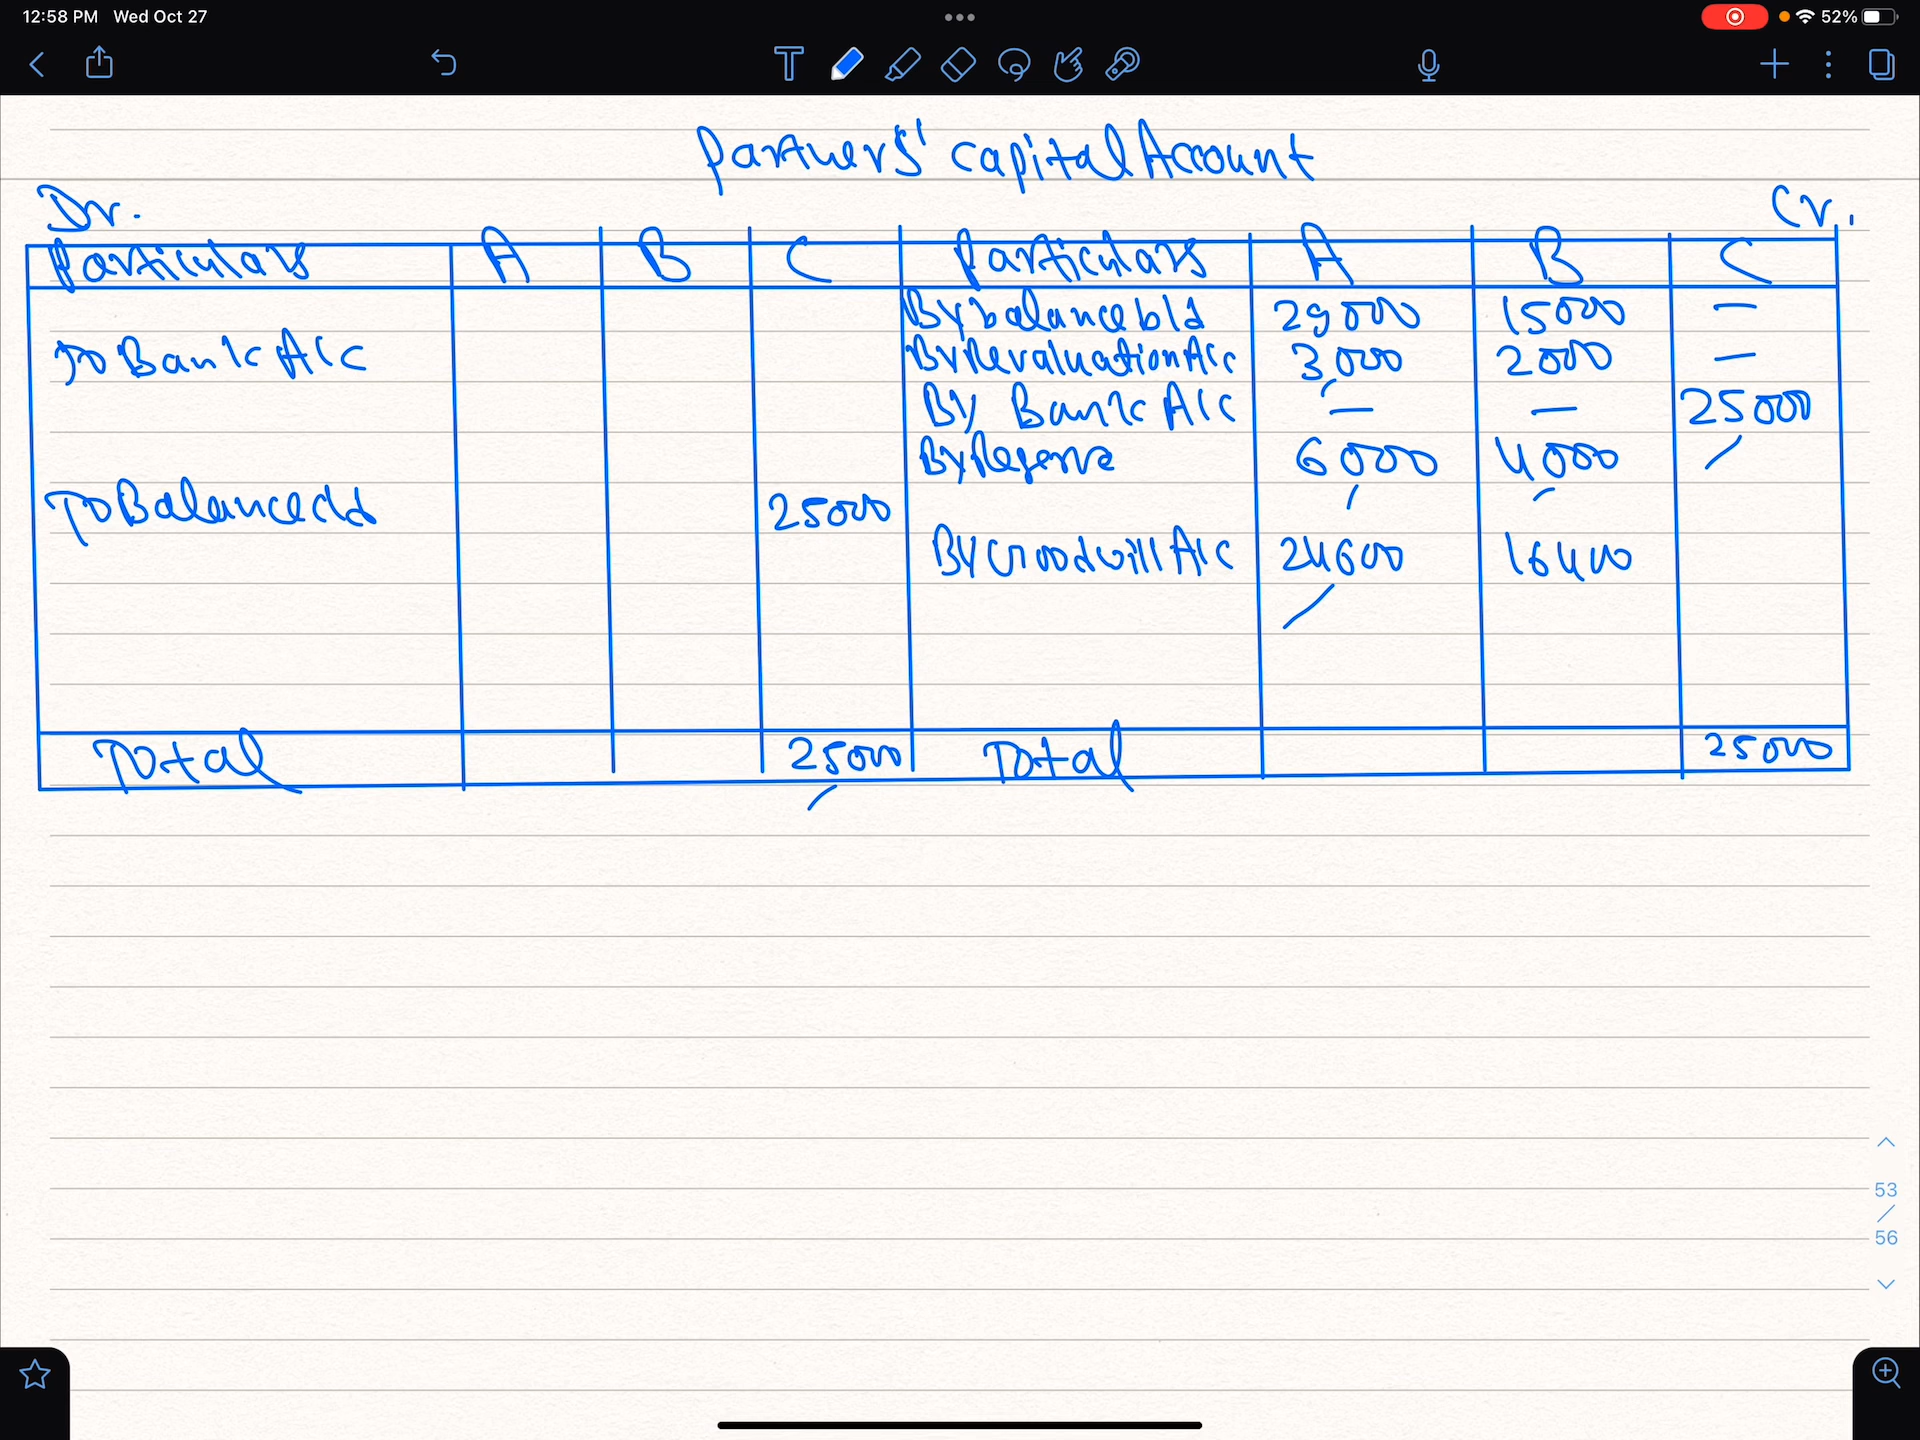 12:58 PM Wed Oct 27
52%
Partners' Capital Account
Dr.
Cr.
Particulars A B C Particulars A B C
By balance b/d 29000 15000 —
To Bank A/c By Revaluation A/c 3,000 2000 —
By Bank A/c — — 25000
By Reserve 6000 4000
To Balance c/d 25000
By Goodwill A/c 24600 16400
Total 25000 Total 25000
53
/
56